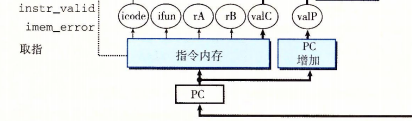 instr_valid
icode ifun rA rB valC valP
imem_error
取指
指令内存
PC
增加
PC